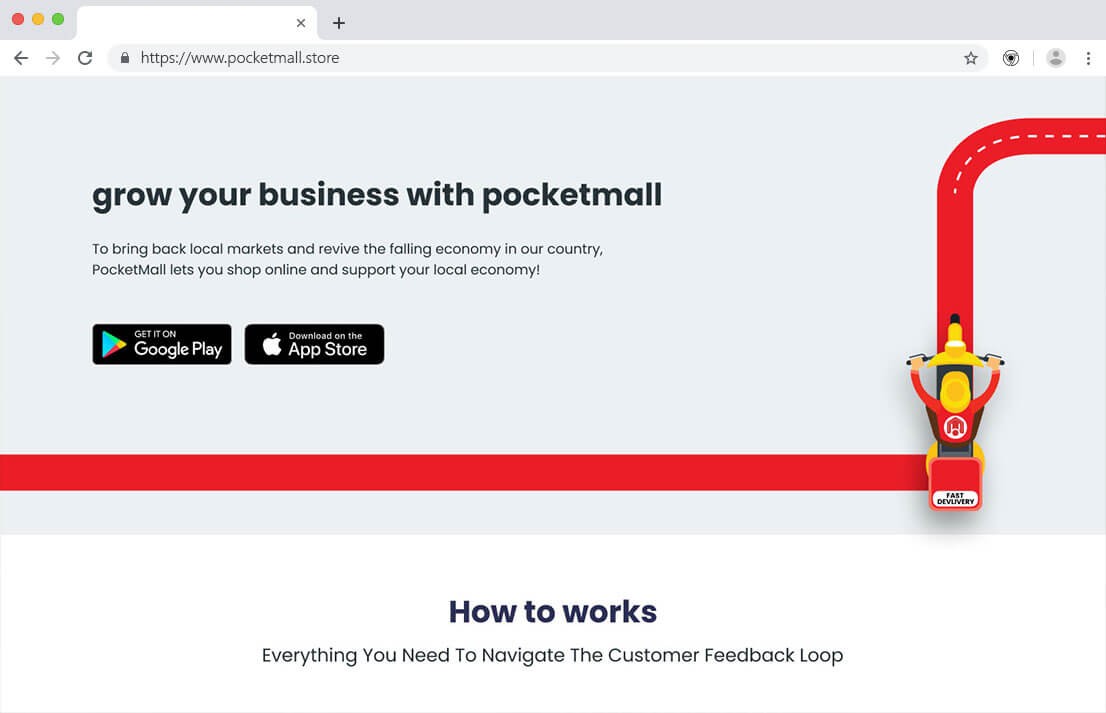 https://www.pocketmall.store
grow your business with pocketmall
To bring back local markets and revive the falling economy in our country,
PocketMall lets you shop online and support your local economy!
GET IT ON
Google Play
Download on the
App Store
FAST
DEVLIVERY
How to works
Everything You Need To Navigate The Customer Feedback Loop